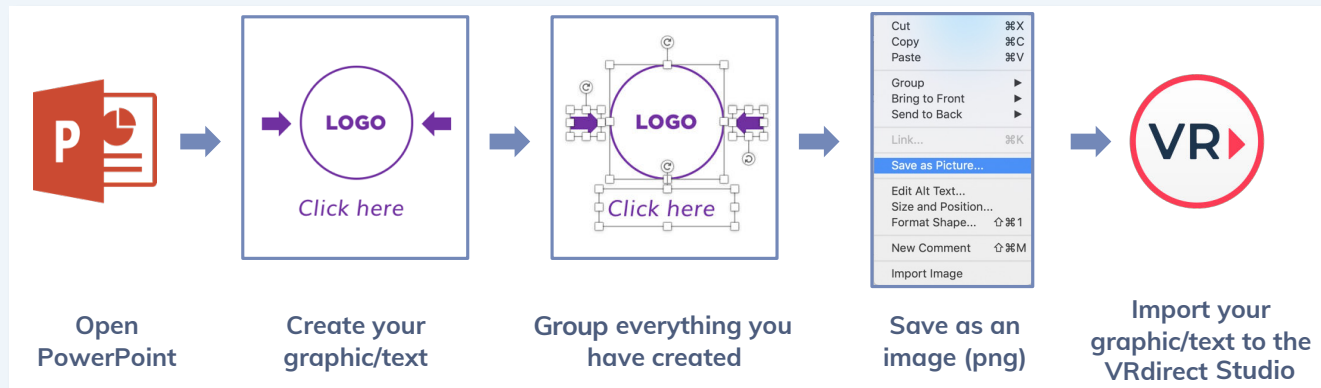 P
LOGO
Click here
LOGO
Click here
Cut ⌘X
Copy ⌘C
Paste ⌘V
Group ▶
Bring to Front ▶
Send to Back ▶
Link... ⌘K
Save as Picture...
Edit Alt Text...
Size and Position...
Format Shape... ⇧⌘1
New Comment ⇧⌘M
Import Image
VR
Open
PowerPoint
Create your
graphic/text
Group everything you
have created
Save as an
image (png)
Import your
graphic/text to the
VRdirect Studio